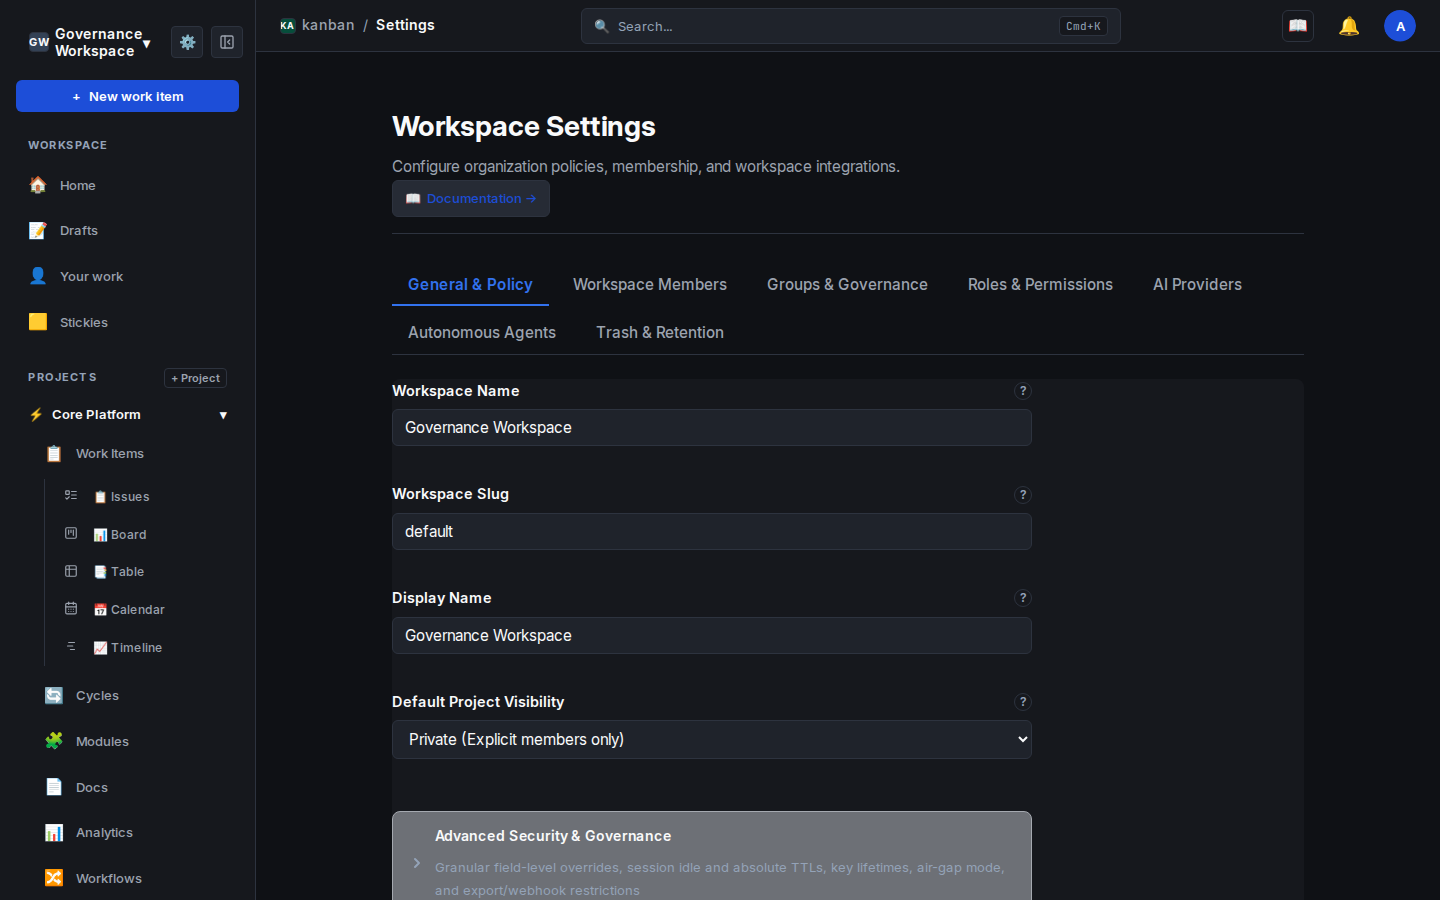 GW
Governance
Workspace
▼
+ New work item
WORKSPACE
Home
Drafts
Your work
Stickies
PROJECTS
+ Project
Core Platform
▼
Work Items
Issues
Board
Table
Calendar
Timeline
Cycles
Modules
Docs
Analytics
Workflows
KA kanban / Settings
Search...
Cmd+K
A
Workspace Settings
Configure organization policies, membership, and workspace integrations.
Documentation →
General & Policy
Workspace Members
Groups & Governance
Roles & Permissions
AI Providers
Autonomous Agents
Trash & Retention
Workspace Name
?
Governance Workspace
Workspace Slug
?
default
Display Name
?
Governance Workspace
Default Project Visibility
?
Private (Explicit members only)
Advanced Security & Governance
Granular field-level overrides, session idle and absolute TTLs, key lifetimes, air-gap mode,
and export/webhook restrictions